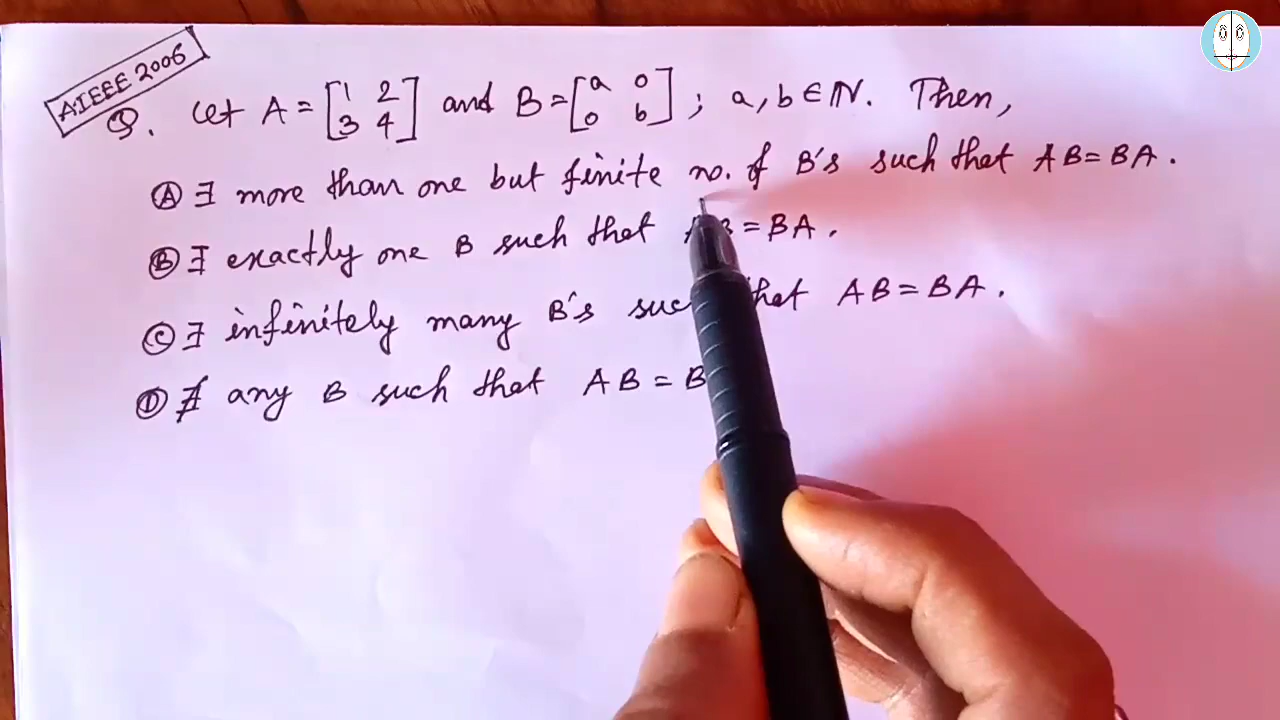 AIEEE 2006
Q. Let A = [1 2 3 4] and B = [a 0 0 b] ; a, b ∈ ℕ. Then,
(A) ∃ more than one but finite no. of B's such that AB = BA.
(B) ∃ exactly one B such that = BA.
(C) ∃ infinitely many B's that AB = BA.
(D) ∄ any B such that AB = B